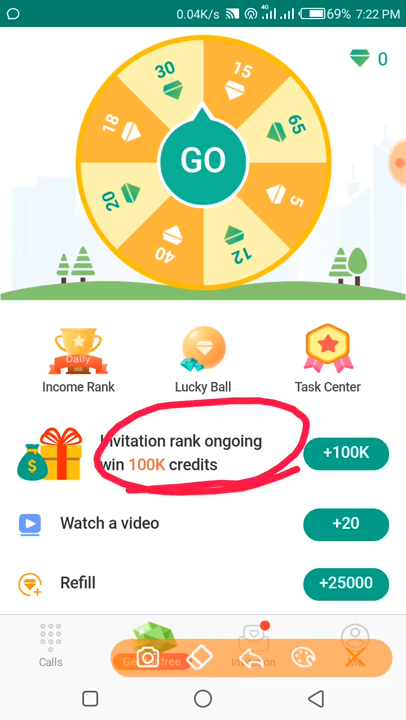 0.04K/s 4G 69% 7:22 PM
0
30
15
18
65
GO
20
5
40
12
Daily
Income Rank
Lucky Ball
Task Center
Invitation rank ongoing
win 100K credits
+100K
$
Watch a video
+20
Refill
+25000
Calls